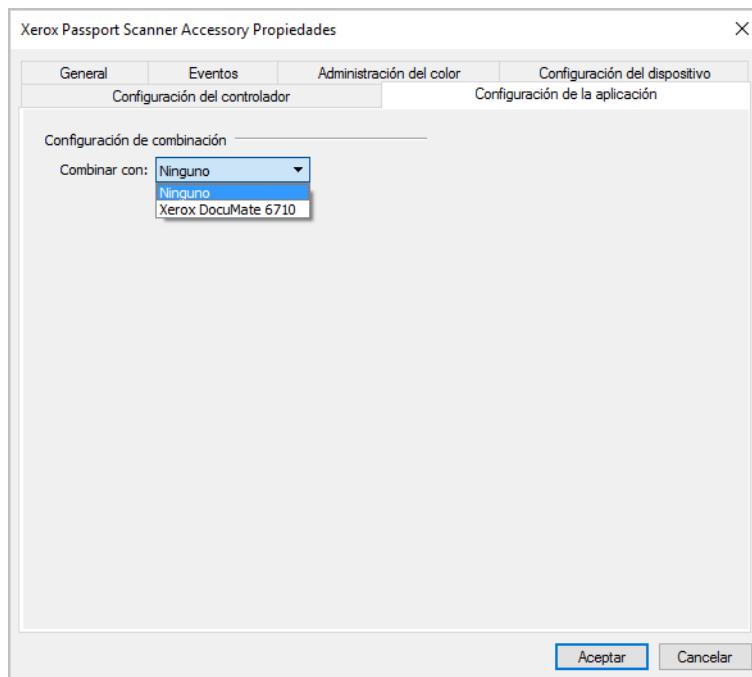 Xerox Passport Scanner Accessory Propiedades
General Eventos Administración del color Configuración del dispositivo
Configuración del controlador Configuración de la aplicación
Configuración de combinación
Combinar con: Ninguno
Ninguno
Xerox DocuMate 6710
Aceptar Cancelar